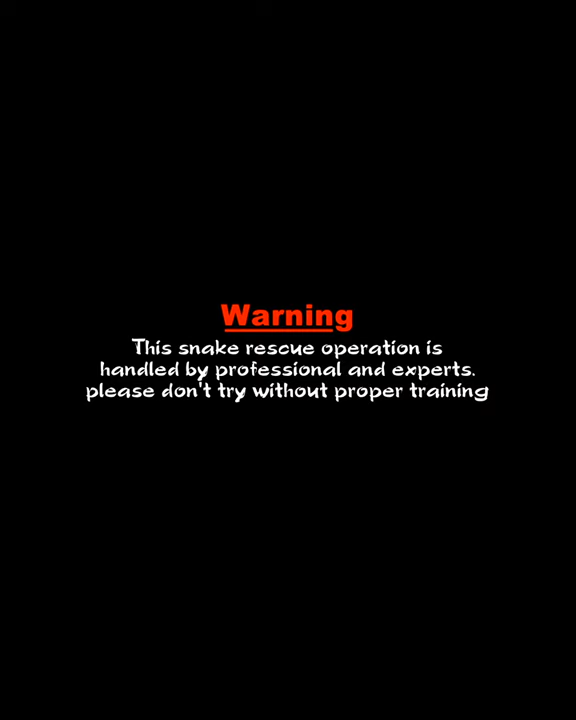 Warning
This snake rescue operation is
handled by professional and experts.
please don't try without proper training